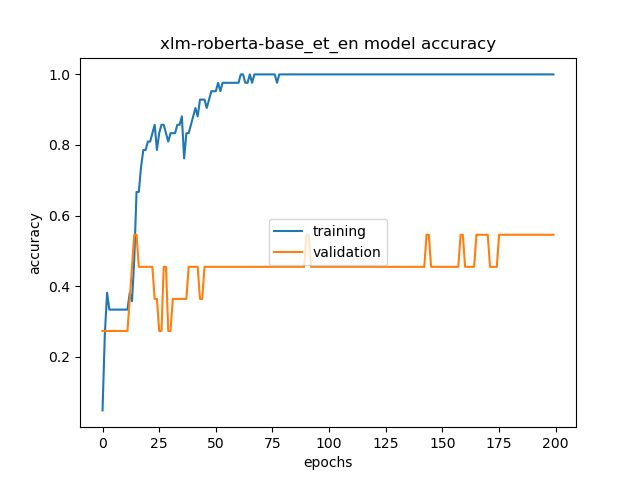 xlm-roberta-base_et_en model accuracy
1.0
0.8
0.6
0.4
0.2
accuracy
training
validation
0 25 50 75 100 125 150 175 200
epochs